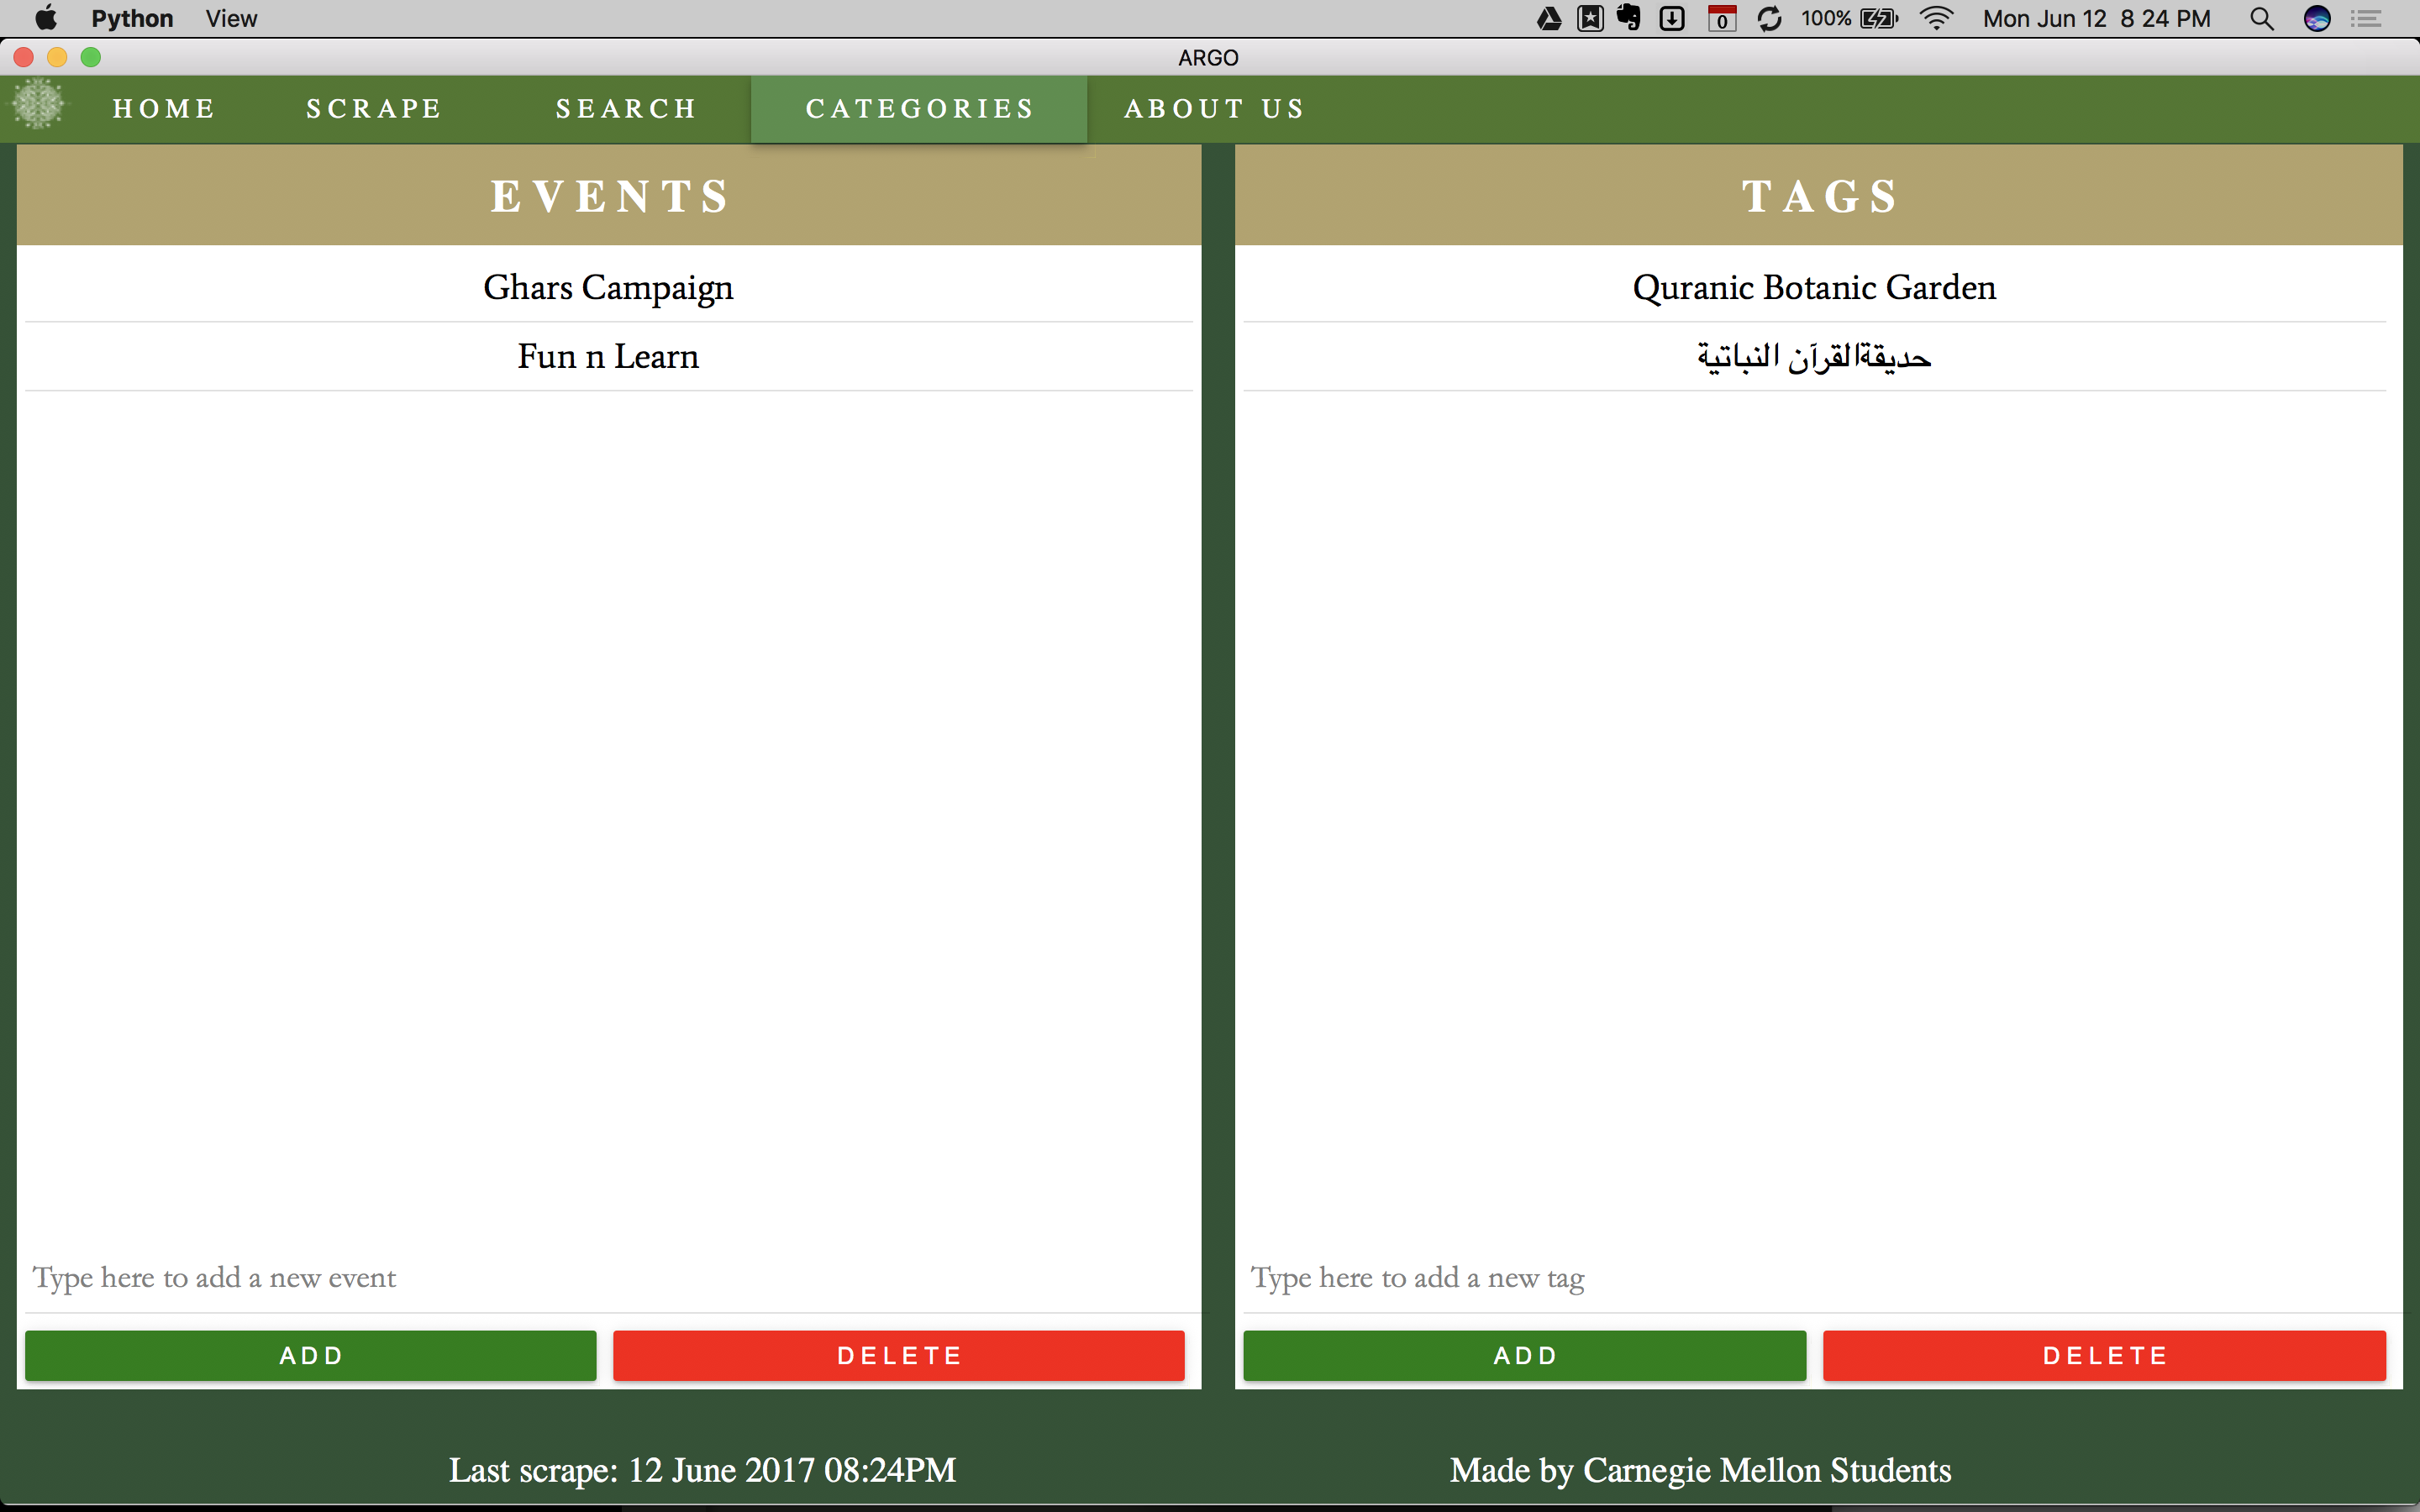 Python View 100% Mon Jun 12 8 24 PM
0
ARGO
HOME SCRAPE SEARCH CATEGORIES ABOUT US
EVENTS
Ghars Campaign
Fun n Learn
Type here to add a new event
ADD DELETE
TAGS
Quranic Botanic Garden
حديقةالقرآن النباتية
Type here to add a new tag
ADD DELETE
Last scrape: 12 June 2017 08:24PM
Made by Carnegie Mellon Students